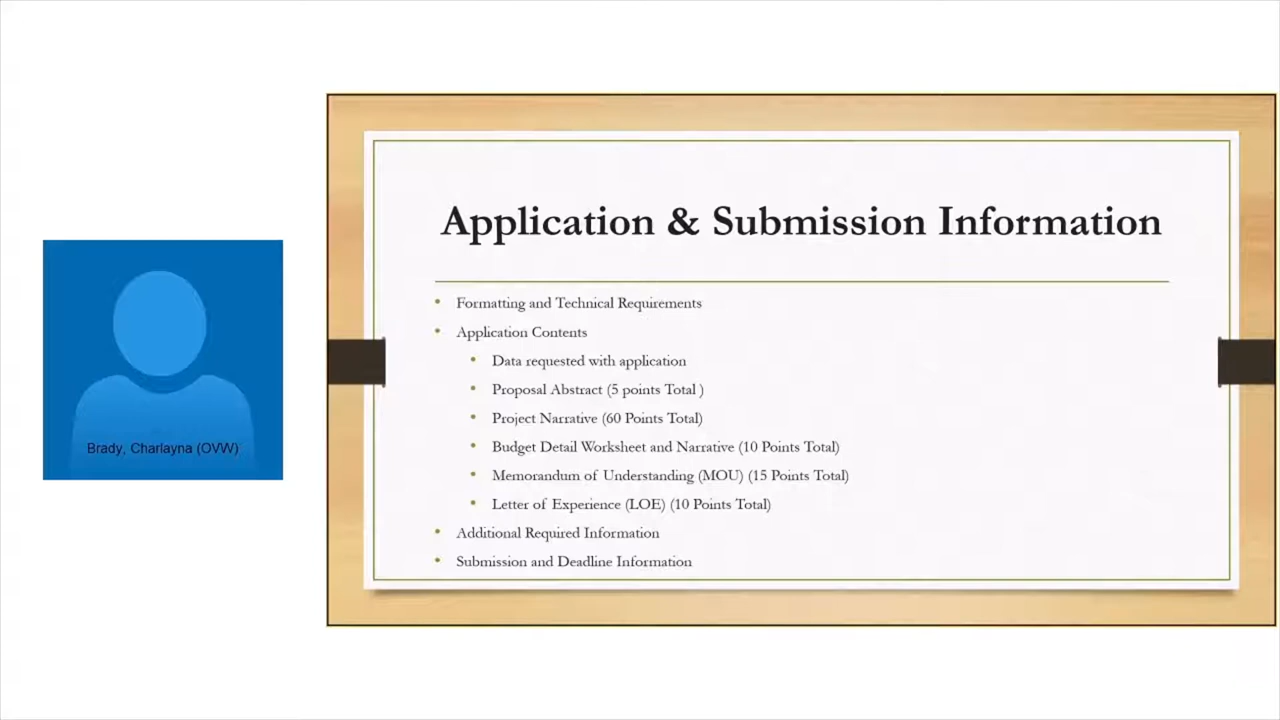 Application & Submission Information
• Formatting and Technical Requirements
• Application Contents
• Data requested with application
• Proposal Abstract (5 points Total )
• Project Narrative (60 Points Total)
• Budget Detail Worksheet and Narrative (10 Points Total)
• Memorandum of Understanding (MOU) (15 Points Total)
• Letter of Experience (LOE) (10 Points Total)
• Additional Required Information
• Submission and Deadline Information
Brady, Charlayna (OVW)